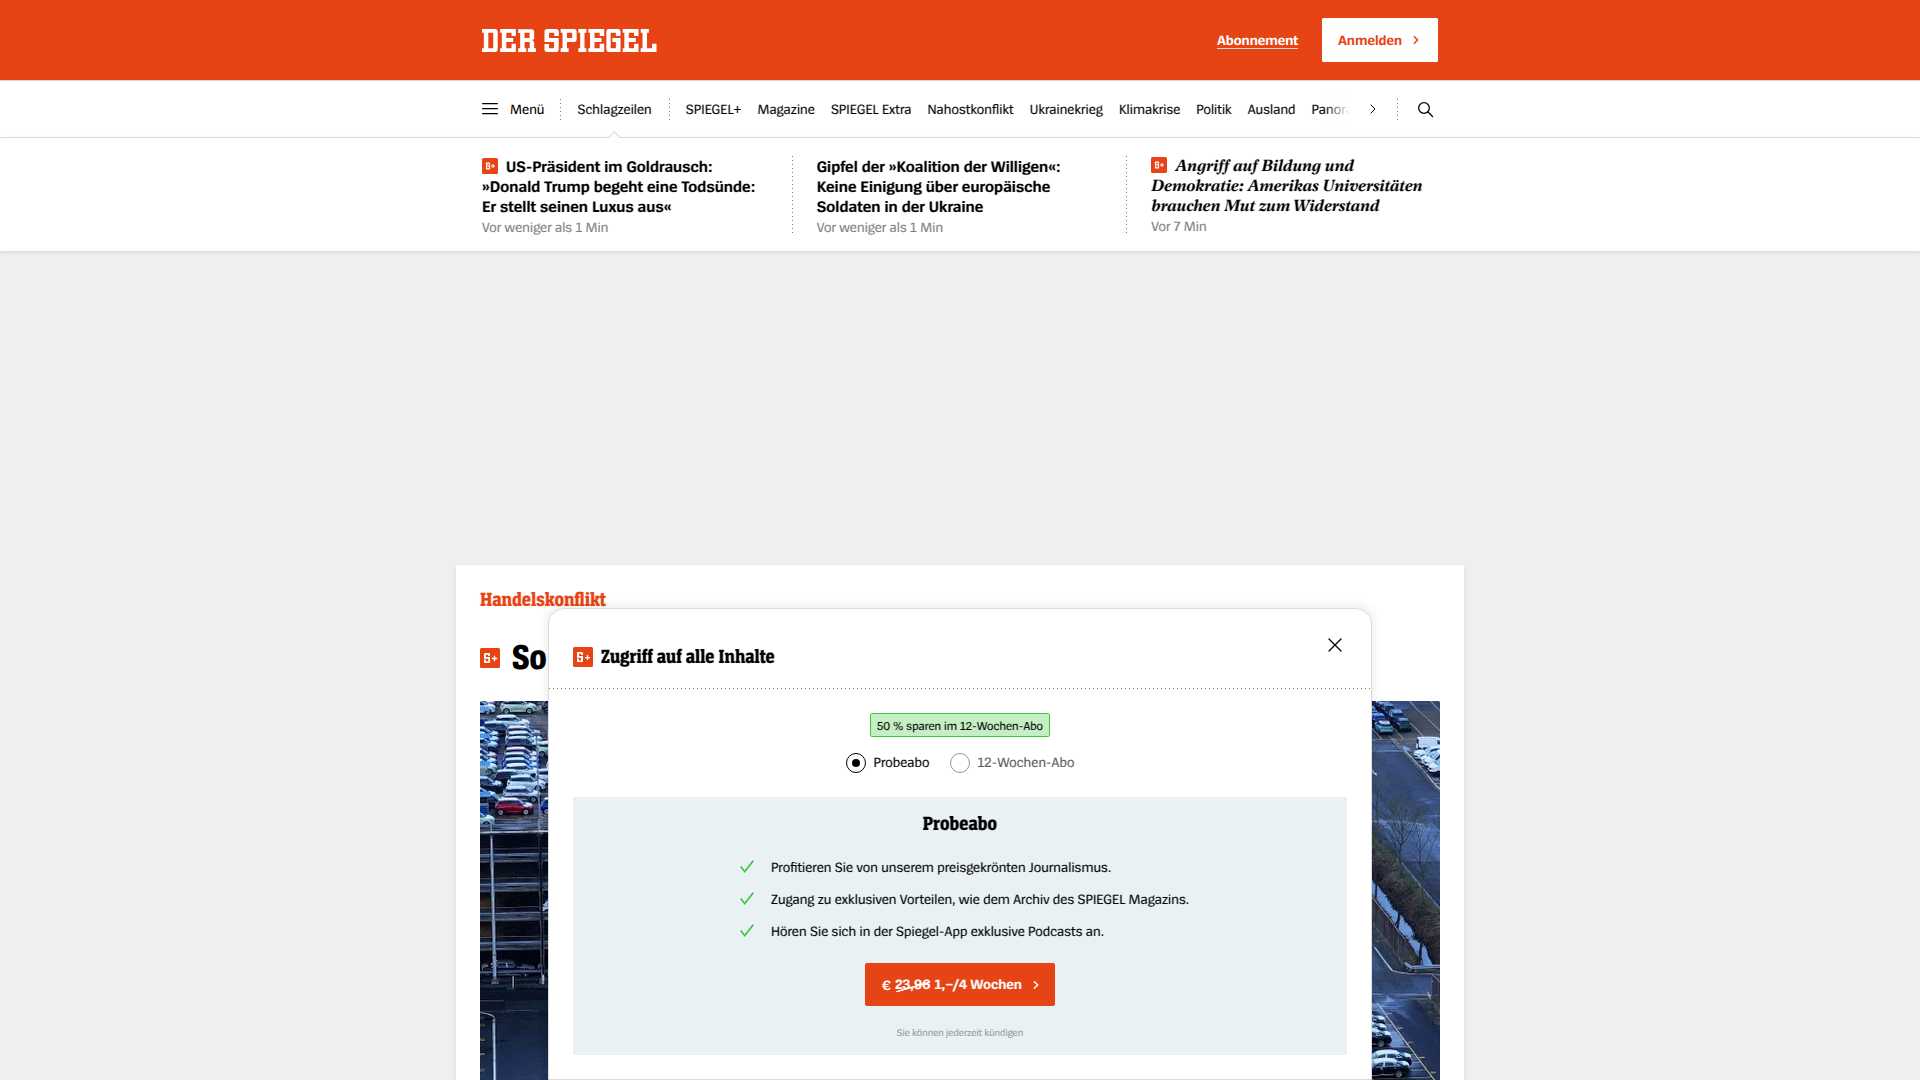 DER SPIEGEL
Abonnement
Anmelden
Menü
Schlagzeilen
SPIEGEL+
Magazine
SPIEGEL Extra
Nahostkonflikt
Ukrainekrieg
Klimakrise
Politik
Ausland
Panor
US-Präsident im Goldrausch:
»Donald Trump begeht eine Todsünde:
Er stellt seinen Luxus aus«
Vor weniger als 1 Min
Gipfel der »Koalition der Willigen«:
Keine Einigung über europäische
Soldaten in der Ukraine
Vor weniger als 1 Min
Angriff auf Bildung und
Demokratie: Amerikas Universitäten
brauchen Mut zum Widerstand
Vor 7 Min
Handelskonflikt
So
Zugriff auf alle Inhalte
50 % sparen im 12-Wochen-Abo
Probeabo
12-Wochen-Abo
Probeabo
Profitieren Sie von unserem preisgekrönten Journalismus.
Zugang zu exklusiven Vorteilen, wie dem Archiv des SPIEGEL Magazins.
Hören Sie sich in der Spiegel-App exklusive Podcasts an.
€ 23,96 1,–/4 Wochen
Sie können jederzeit kündigen